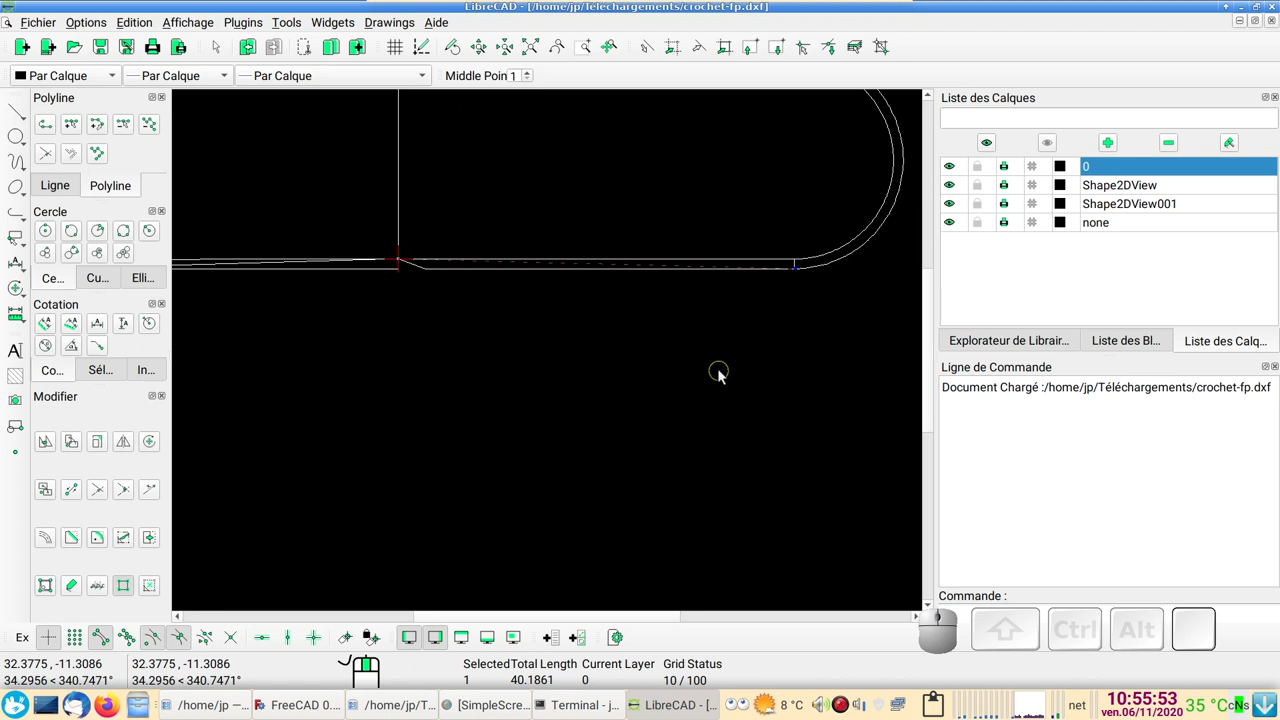 LibreCAD - [/home/jp/Téléchargements/crochet-fp.dxf]
Fichier Options Edition Affichage Plugins Tools Widgets Drawings Aide
Par Calque Par Calque Par Calque Middle Poin 1
Polyline
Ligne Polyline
Cercle
Ce... Cu... Elli...
Cotation
Co... Sél... In...
Modifier
Liste des Calques
0
Shape2DView
Shape2DView001
none
Explorateur de Librair... Liste des Bl... Liste des Calq...
Ligne de Commande
Document Chargé :/home/jp/Téléchargements/crochet-fp.dxf
Commande :
Ctrl Alt
Ex
32.3775 , -11.3086 32.3775 , -11.3086 Selected Total Length Current Layer Grid Status
34.2956 < 340.7471° 34.2956 < 340.7471° 1 40.1861 0 10 / 100
/home/jp —... FreeCAD 0.... /home/jp/T... [SimpleScre... Terminal - j... LibreCAD - [... 8 °C net 10:55:53 ven.06/11/2020 35 °C